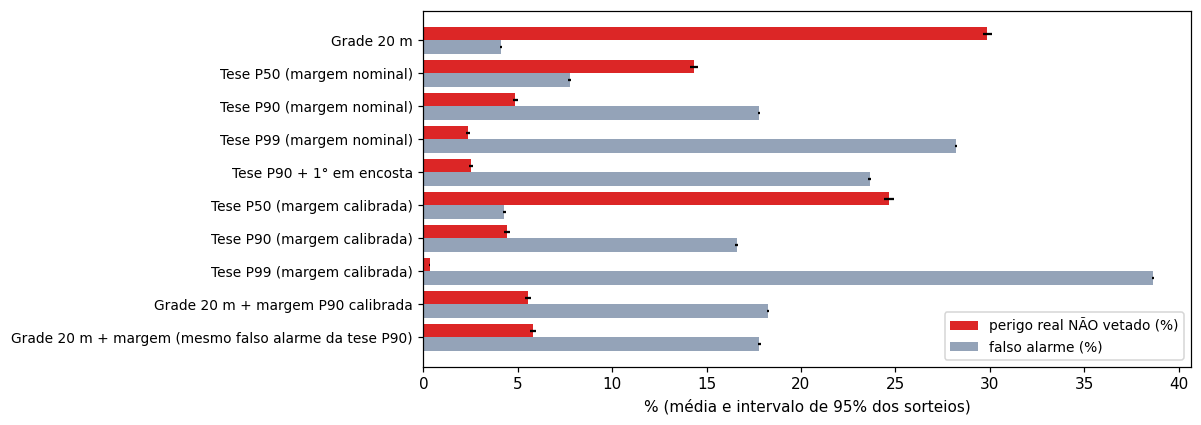 Grade 20 m
Tese P50 (margem nominal)
Tese P90 (margem nominal)
Tese P99 (margem nominal)
Tese P90 + 1° em encosta
Tese P50 (margem calibrada)
Tese P90 (margem calibrada)
Tese P99 (margem calibrada)
Grade 20 m + margem P90 calibrada
Grade 20 m + margem (mesmo falso alarme da tese P90)
perigo real NÃO vetado (%)
falso alarme (%)
0 5 10 15 20 25 30 35 40
% (média e intervalo de 95% dos sorteios)